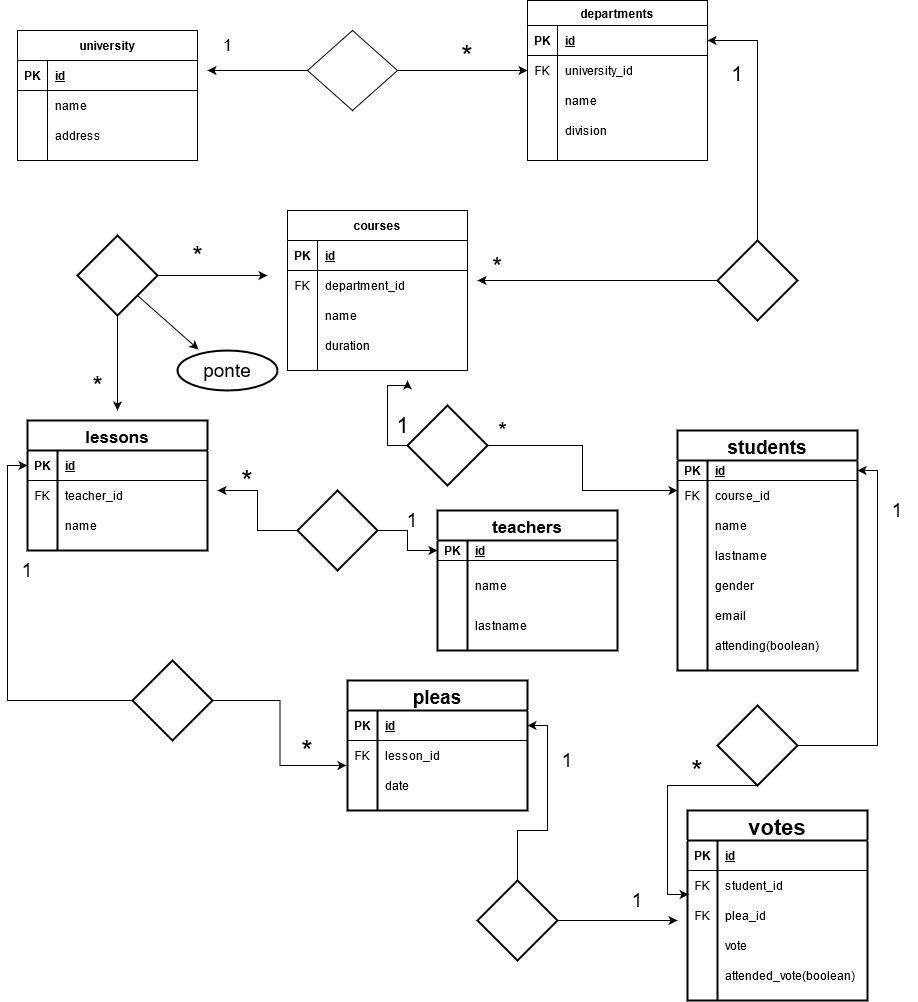 departments
PK id
FK university_id
name
division
university
PK id
name
address
1
*
1
courses
PK id
FK department_id
name
duration
*
*
*
ponte
lessons
PK id
FK teacher_id
name
1
*
students
PK id
FK course_id
name
lastname
gender
email
attending(boolean)
*
1
teachers
PK id
name
lastname
1
1
pleas
PK id
FK lesson_id
date
*
1
*
votes
PK id
FK student_id
FK plea_id
vote
attended_vote(boolean)
1